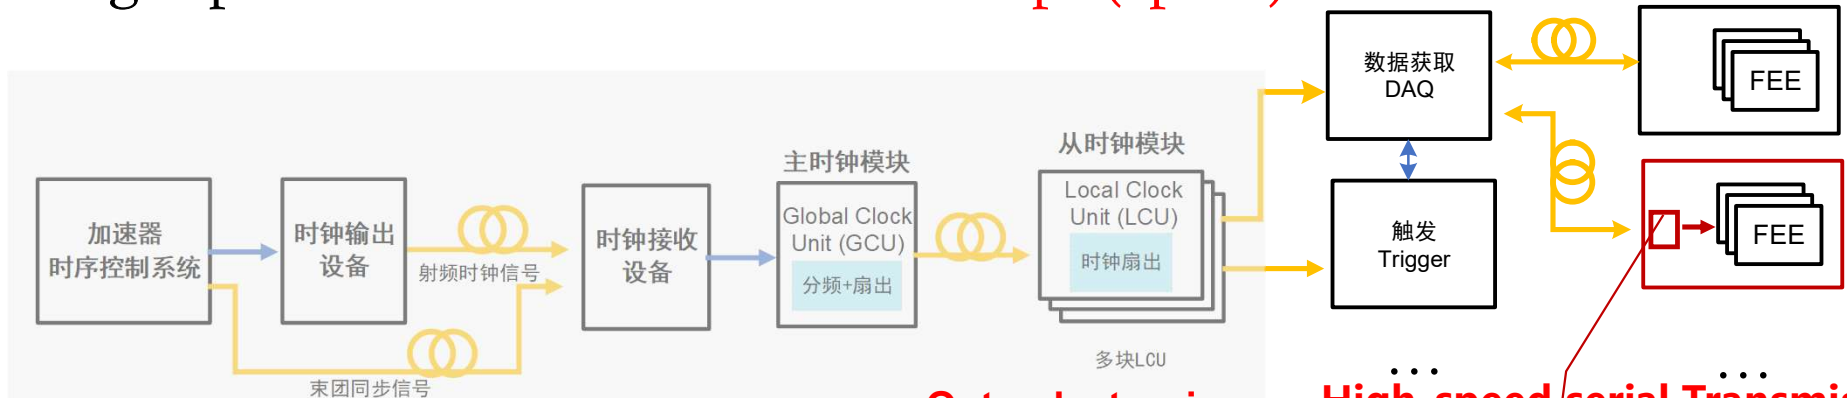 数据获取
DAQ
FEE
主时钟模块
从时钟模块
加速器
时序控制系统
时钟输出
设备
射频时钟信号
时钟接收
设备
Global Clock
Unit (GCU)
分频+扇出
Local Clock
Unit (LCU)
时钟扇出
触发
Trigger
FEE
多块LCU
束团同步信号
...
...
High-speed serial